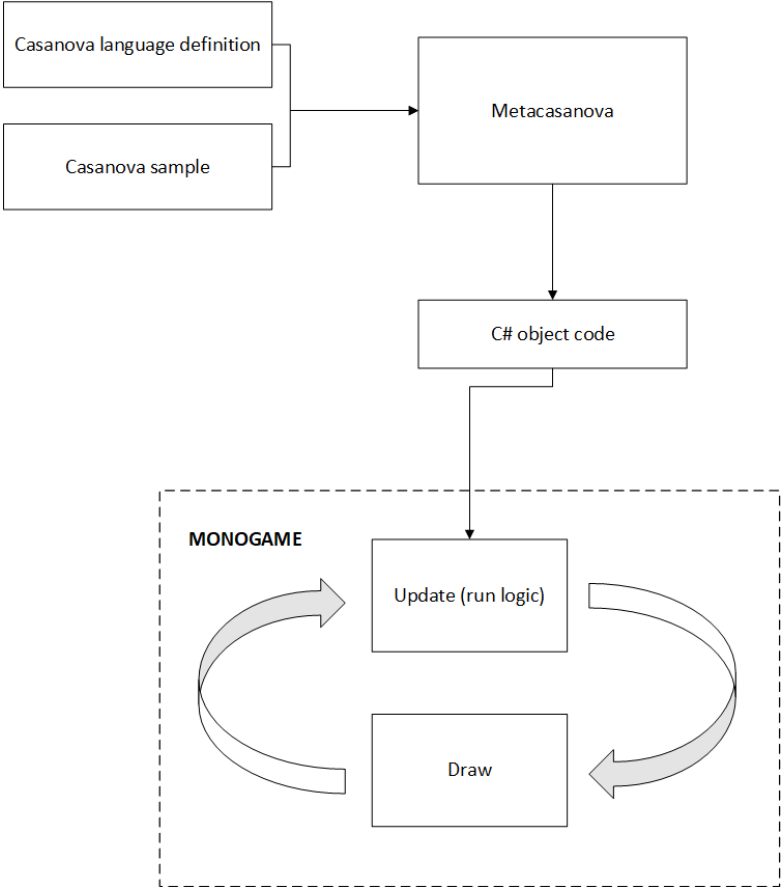 Casanova language definition
Metacasanova
Casanova sample
C# object code
MONOGAME
Update (run logic)
Draw